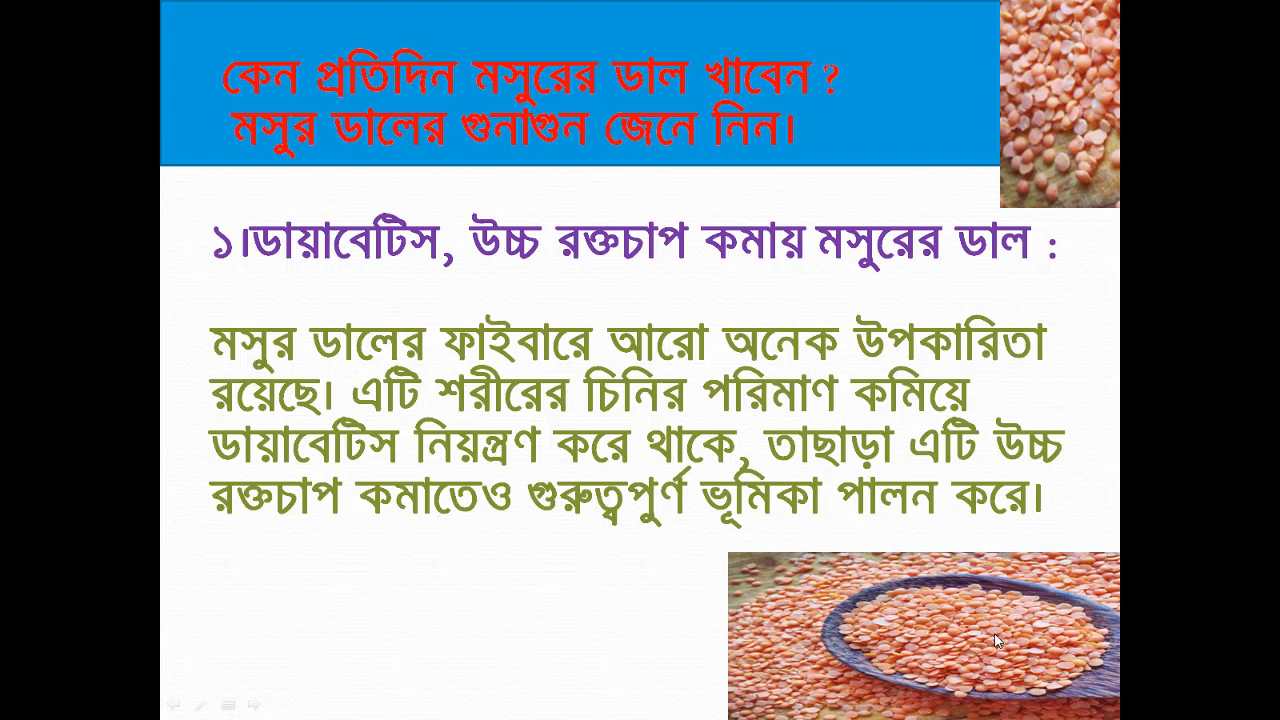 কেন প্রতিদিন মসুরের ডাল খাবেন ?
মসুর ডালের গুনাগুন জেনে নিন।
১।ডায়াবেটিস, উচ্চ রক্তচাপ কমায় মসুরের ডাল :
মসুর ডালের ফাইবারে আরো অনেক উপকারিতা
রয়েছে। এটি শরীরের চিনির পরিমাণ কমিয়ে
ডায়াবেটিস নিয়ন্ত্রণ করে থাকে, তাছাড়া এটি উচ্চ
রক্তচাপ কমাতেও গুরুত্বপুর্ণ ভূমিকা পালন করে।